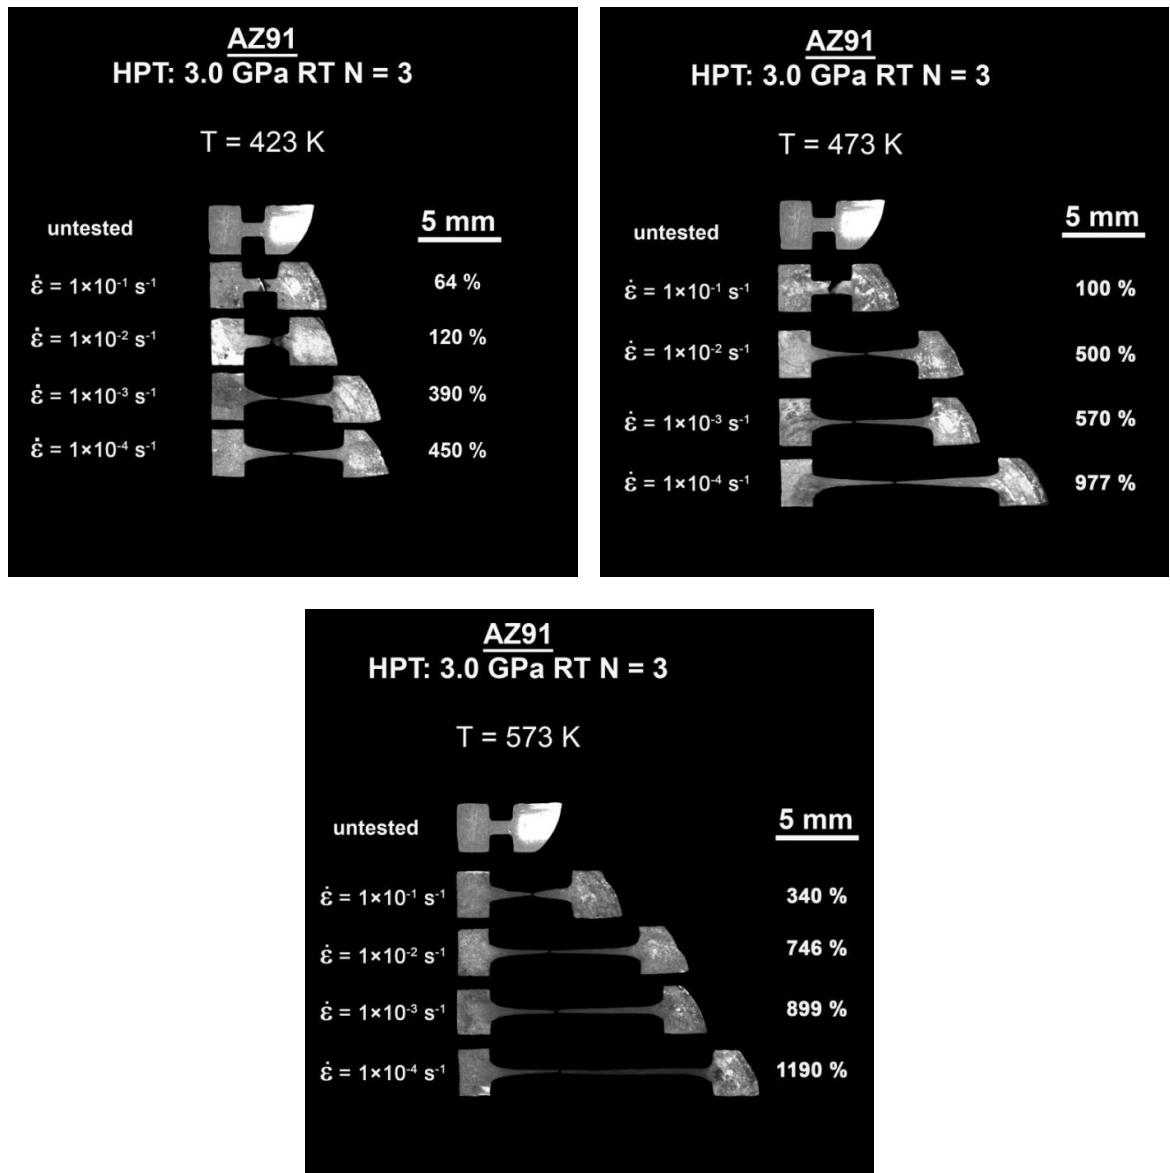 AZ91
HPT: 3.0 GPa RT N = 3
T = 423 K
untested 5 mm
ε̇ = 1×10⁻¹ s⁻¹ 64 %
ε̇ = 1×10⁻² s⁻¹ 120 %
ε̇ = 1×10⁻³ s⁻¹ 390 %
ε̇ = 1×10⁻⁴ s⁻¹ 450 %
AZ91
HPT: 3.0 GPa RT N = 3
T = 473 K
untested 5 mm
ε̇ = 1×10⁻¹ s⁻¹ 100 %
ε̇ = 1×10⁻² s⁻¹ 500 %
ε̇ = 1×10⁻³ s⁻¹ 570 %
ε̇ = 1×10⁻⁴ s⁻¹ 977 %
AZ91
HPT: 3.0 GPa RT N = 3
T = 573 K
untested 5 mm
ε̇ = 1×10⁻¹ s⁻¹ 340 %
ε̇ = 1×10⁻² s⁻¹ 746 %
ε̇ = 1×10⁻³ s⁻¹ 899 %
ε̇ = 1×10⁻⁴ s⁻¹ 1190 %